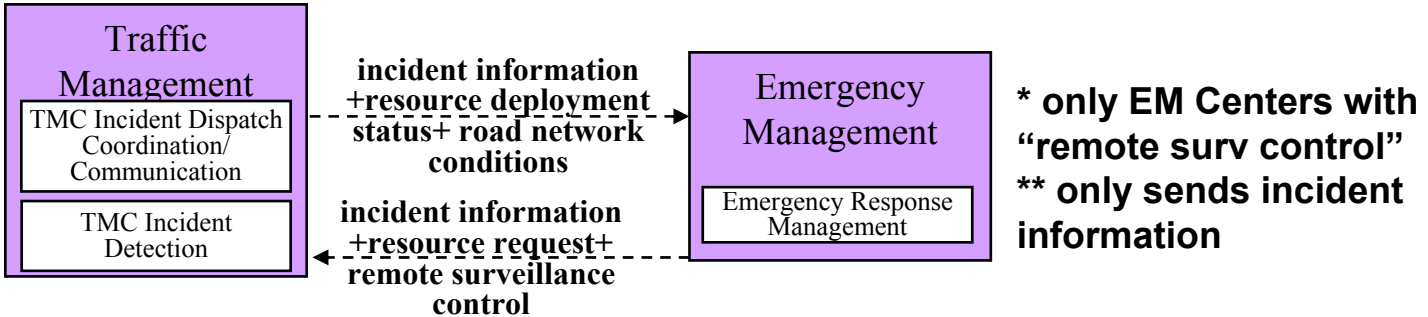 Traffic
Management
TMC Incident Dispatch
Coordination/
Communication
TMC Incident
Detection
incident information
+resource deployment
status+ road network
conditions
incident information
+resource request+
remote surveillance
control
Emergency
Management
Emergency Response
Management
* only EM Centers with
“remote surv control”
** only sends incident
information